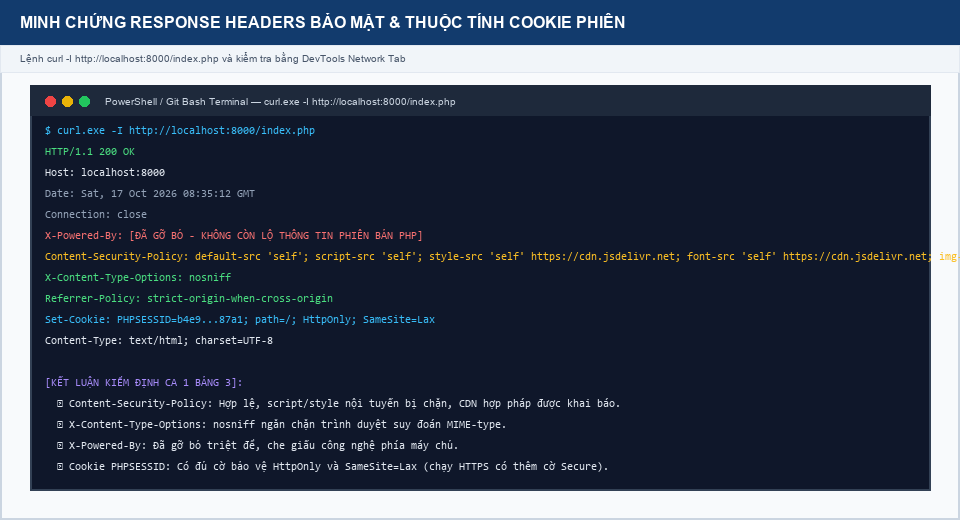 MINH CHỨNG RESPONSE HEADERS BẢO MẬT & THUỘC TÍNH COOKIE PHIÊN
Lệnh curl -I http://localhost:8000/index.php và kiểm tra bằng DevTools Network Tab
PowerShell / Git Bash Terminal — curl.exe -I http://localhost:8000/index.php
$ curl.exe -I http://localhost:8000/index.php
HTTP/1.1 200 OK
Host: localhost:8000
Date: Sat, 17 Oct 2026 08:35:12 GMT
Connection: close
X-Powered-By: [ĐÃ GỠ BỎ - KHÔNG CÒN LỘ THÔNG TIN PHIÊN BẢN PHP]
Content-Security-Policy: default-src 'self'; script-src 'self'; style-src 'self' https://cdn.jsdelivr.net; font-src 'self' https://cdn.jsdelivr.net; img
X-Content-Type-Options: nosniff
Referrer-Policy: strict-origin-when-cross-origin
Set-Cookie: PHPSESSID=b4e9...87a1; path=/; HttpOnly; SameSite=Lax
Content-Type: text/html; charset=UTF-8
[KẾT LUẬN KIỂM ĐỊNH CA 1 BẢNG 3]:
Content-Security-Policy: Hợp lệ, script/style nội tuyến bị chặn, CDN hợp pháp được khai báo.
X-Content-Type-Options: nosniff ngăn chặn trình duyệt suy đoán MIME-type.
X-Powered-By: Đã gỡ bỏ triệt để, che giấu công nghệ phía máy chủ.
Cookie PHPSESSID: Có đủ cờ bảo vệ HttpOnly và SameSite=Lax (chạy HTTPS có thêm cờ Secure).